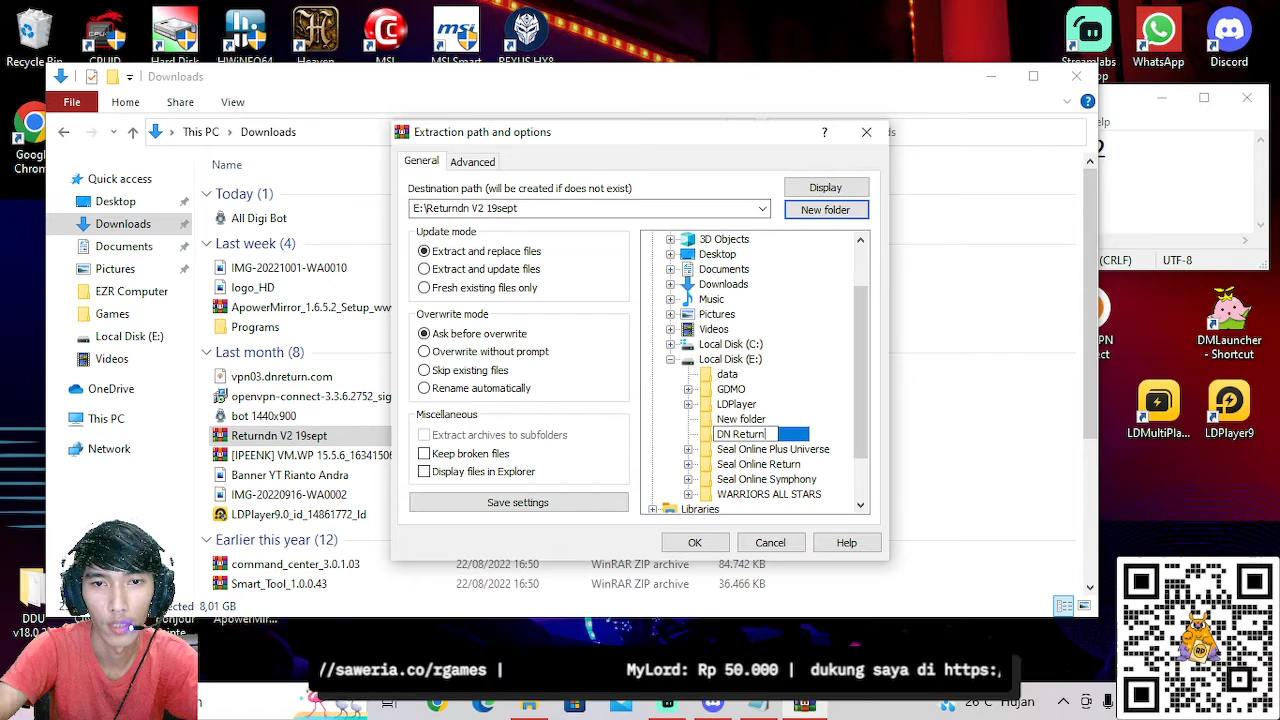 Recycle Bin
CPUID
Hard Disk
HWiNFO64
Heaven
MSI
MSI Smart
REXUS HX8
WhatsApp
Discord
Downloads
File
Home
Share
View
This PC
Downloads
Extraction path and options
General
Advanced
Destination path (will be created if does not exist)
Display
E:\Returndn V2 19sept
New folder
Update mode
Extract and replace files
Extract and update files
Fresh existing files only
Overwrite mode
Ask before overwrite
Overwrite without prompt
Skip existing files
Rename automatically
Miscellaneous
Extract archives to subfolders
Keep broken files
Display files in Explorer
Save settings
3D Objects
Desktop
Documents
Downloads
Music
Pictures
Videos
Local Disk (C:)
Local Disk (E:)
data
GDMO
LDPlayer
New folder
DN Return
Seal Online Plus Universe
Seal Online Return
Seal Online Symphony
WARRIORS ALL STARS
Libraries
OK
Cancel
Help
Goog
Chro
Quick access
Desktop
Downloads
Documents
Pictures
EZR Computer
Games
Local Disk (E:)
Videos
OneDrive
This PC
Network
Name
Today (1)
All Digi Bot
Last week (4)
IMG-20221001-WA0010
logo_HD
ApowerMirror_1.6.5.2_Setup_ww
Programs
Last month (8)
vpn03.dnreturn.com
openvpn-connect-3.3.6.2752_sig
bot 1440x900
Returndn V2 19sept
[IPEENK] VM.WP 15.5.6_16341506
Banner YT Rianto Andra
IMG-20220916-WA0002
LDPlayer9.0_id_14861772_ld
Earlier this year (12)
command_center_3.0.1.03
22/08/2022 16:50
WinRAR ZIP archive
84.742 KB
Smart_Tool_1.0.0.43
22/08/2022 16:50
WinRAR ZIP archive
36.466 KB
8,01 GB
elp
(CRLF)
UTF-8
DMLauncher
- Shortcut
LDMultiPla...
LDPlayer9
DDU
v18.0
ApowerMir...
//saweria.co/rgames |
MyLord: Rp 50.000 |
dukung saya di https:/
Hujan
RP